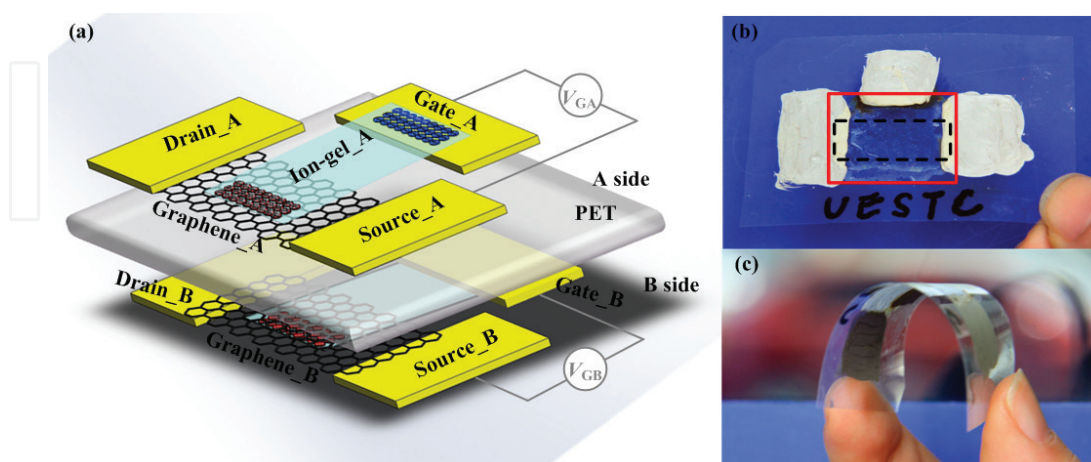 (a)
Drain_A
Gate_A
V_GA
Ion-gel_A
Graphene_A
Source_A
A side
PET
Drain_B
Gate_B
B side
Graphene_B
Source_B
V_GB
(b)
UESTC
(c)